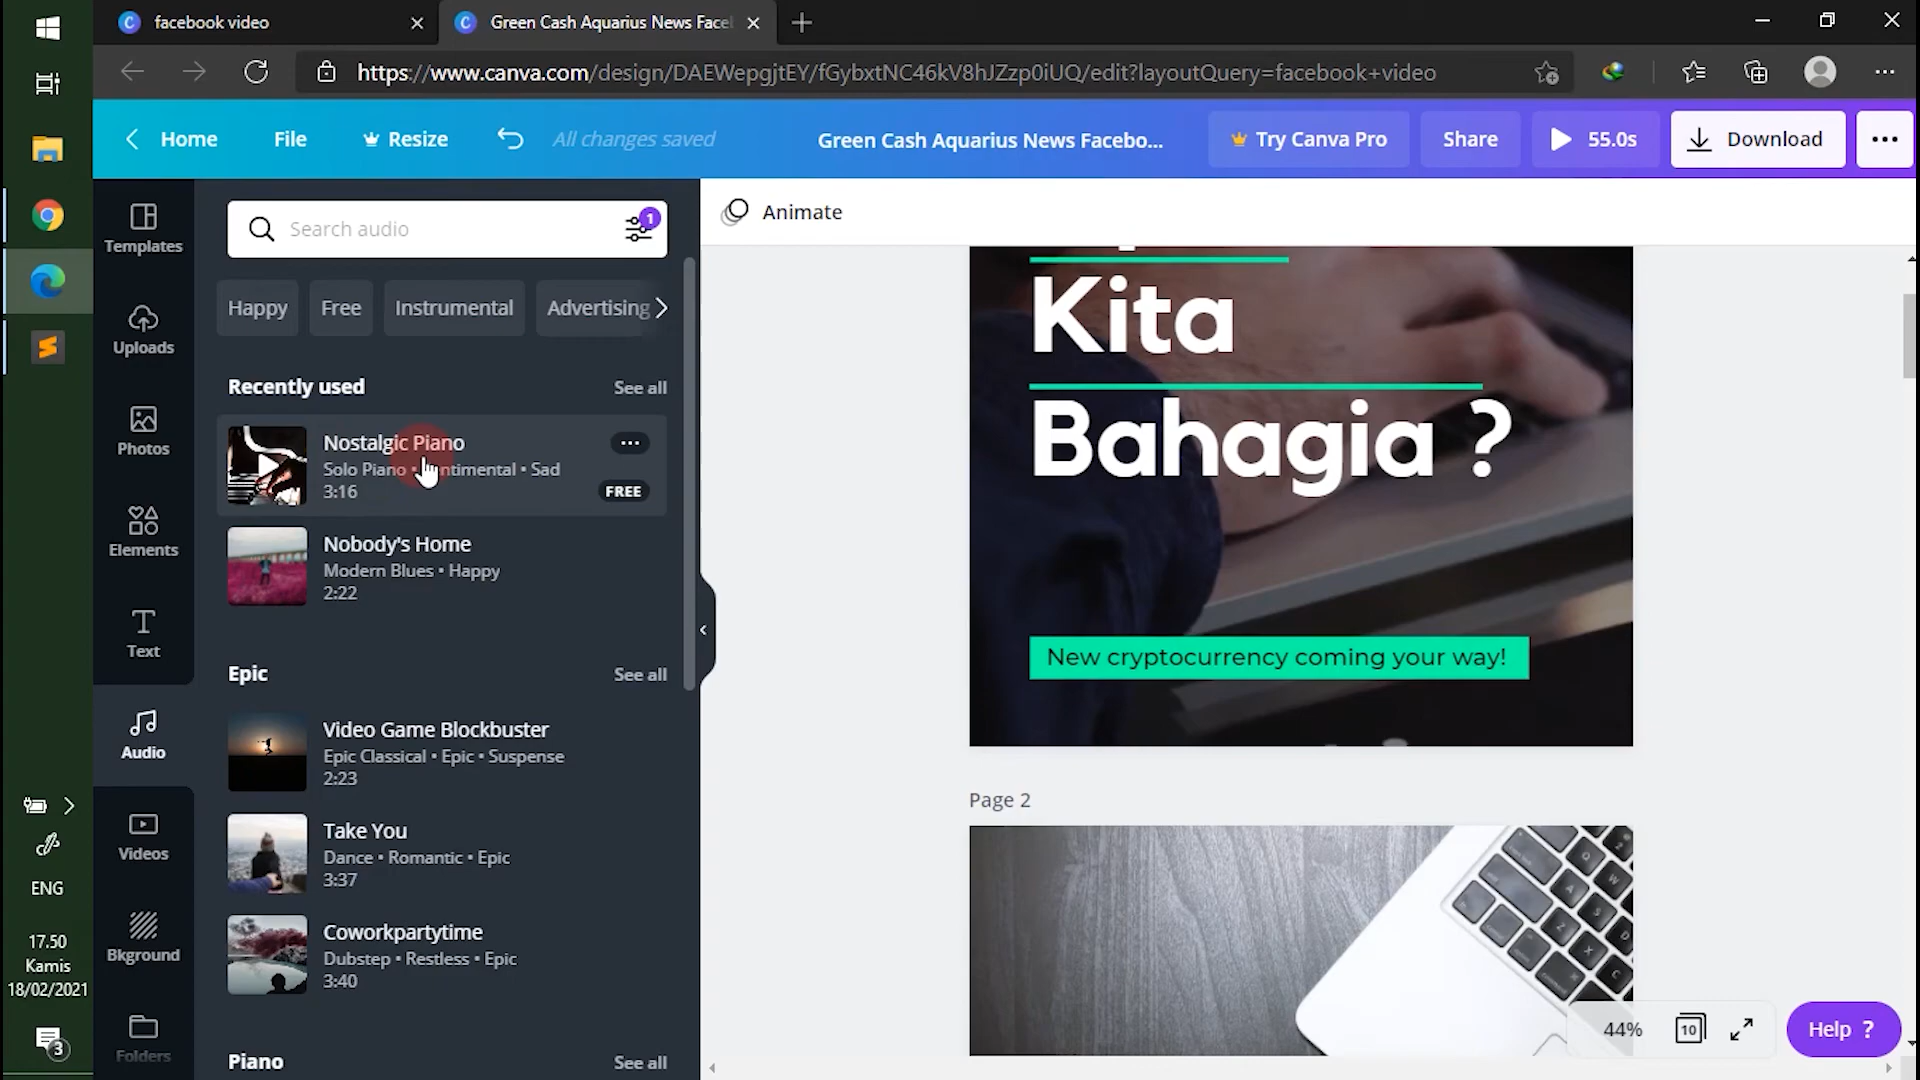 facebook video
Green Cash Aquarius News Facel
https://www.canva.com/design/DAEWepgjtEY/fGybxtNC46kV8hJZzp0iUQ/edit?layoutQuery=facebook+video
Home
File
Resize
All changes saved
Green Cash Aquarius News Facebo...
Try Canva Pro
Share
55.0s
Download
Templates
Uploads
Photos
Elements
Text
Audio
Videos
Bkground
Folders
Search audio
1
Happy
Free
Instrumental
Advertising
Recently used
See all
Nostalgic Piano
Solo Piano • Sentimental • Sad
3:16
FREE
Nobody's Home
Modern Blues • Happy
2:22
Epic
See all
Video Game Blockbuster
Epic Classical • Epic • Suspense
2:23
Take You
Dance • Romantic • Epic
3:37
Coworkpartytime
Dubstep • Restless • Epic
3:40
Piano
See all
Animate
Kita
Bahagia ?
New cryptocurrency coming your way!
Page 2
44%
10
Help ?
ENG
17.50
Kamis
18/02/2021
3